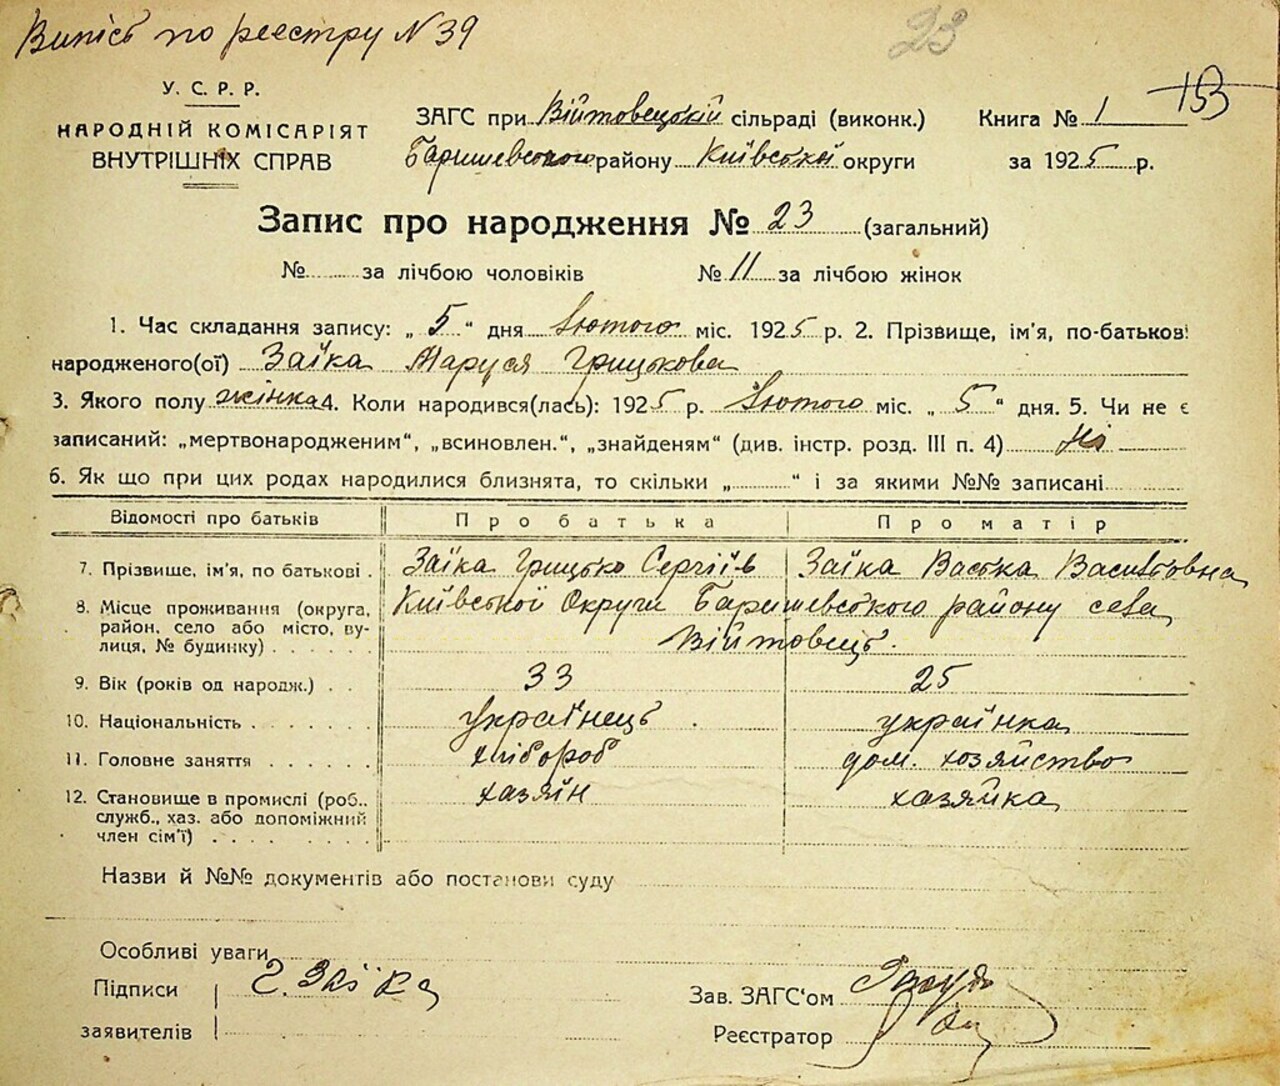 Випісь по реестру N 39
23
153
У. С. Р. Р.
НАРОДНІЙ КОМІСАРІЯТ
ВНУТРІШНІХ СПРАВ
ЗАГС при Війтовецькій сільраді (виконк.) Книга № 1
Баришевського району Київської округи за 1925 р.
Запис про народження № 23 (загальний)
№ за лічбою чоловіків № 11 за лічбою жінок
1. Час складання запису: „ 5 “ дня Лютого міс. 1925 р. 2. Прізвище, ім'я, по-батькові
народженого(ої) Заїка Маруся Грицькова
3. Якого полу жінка 4. Коли народився(лась): 1925 р. Лютого міс. „ 5 “ дня. 5. Чи не є
записаний: „мертвонародженим“, „всиновлен.“, „знайденям“ (див. інстр. розд. III п. 4) Ні
6. Як що при цих родах народилися близнята, то скільки „ “ і за якими №№ записані
Відомості про батьків Про батька Про матір
7. Прізвище, ім'я, по батькові Заїка Грицько Сергіїв Заїка Васька Василівна
8. Місце проживання (округа, район, село або місто, вулиця, № будинку) Київської Округи Баришевського району села
Війтовець.
9. Вік (років од народж.) 33 25
10. Національність українець українка
11. Головне заняття хлібороб дом. хозяйство
12. Становище в промислі (роб., служб., хаз. або допоміжний член сім'ї) хазяїн хазяйка
Назви й №№ документів або постанови суду
Особливі уваги
Підписи Г. Заїка Зав. ЗАГС'ом
заявителів Реєстратор